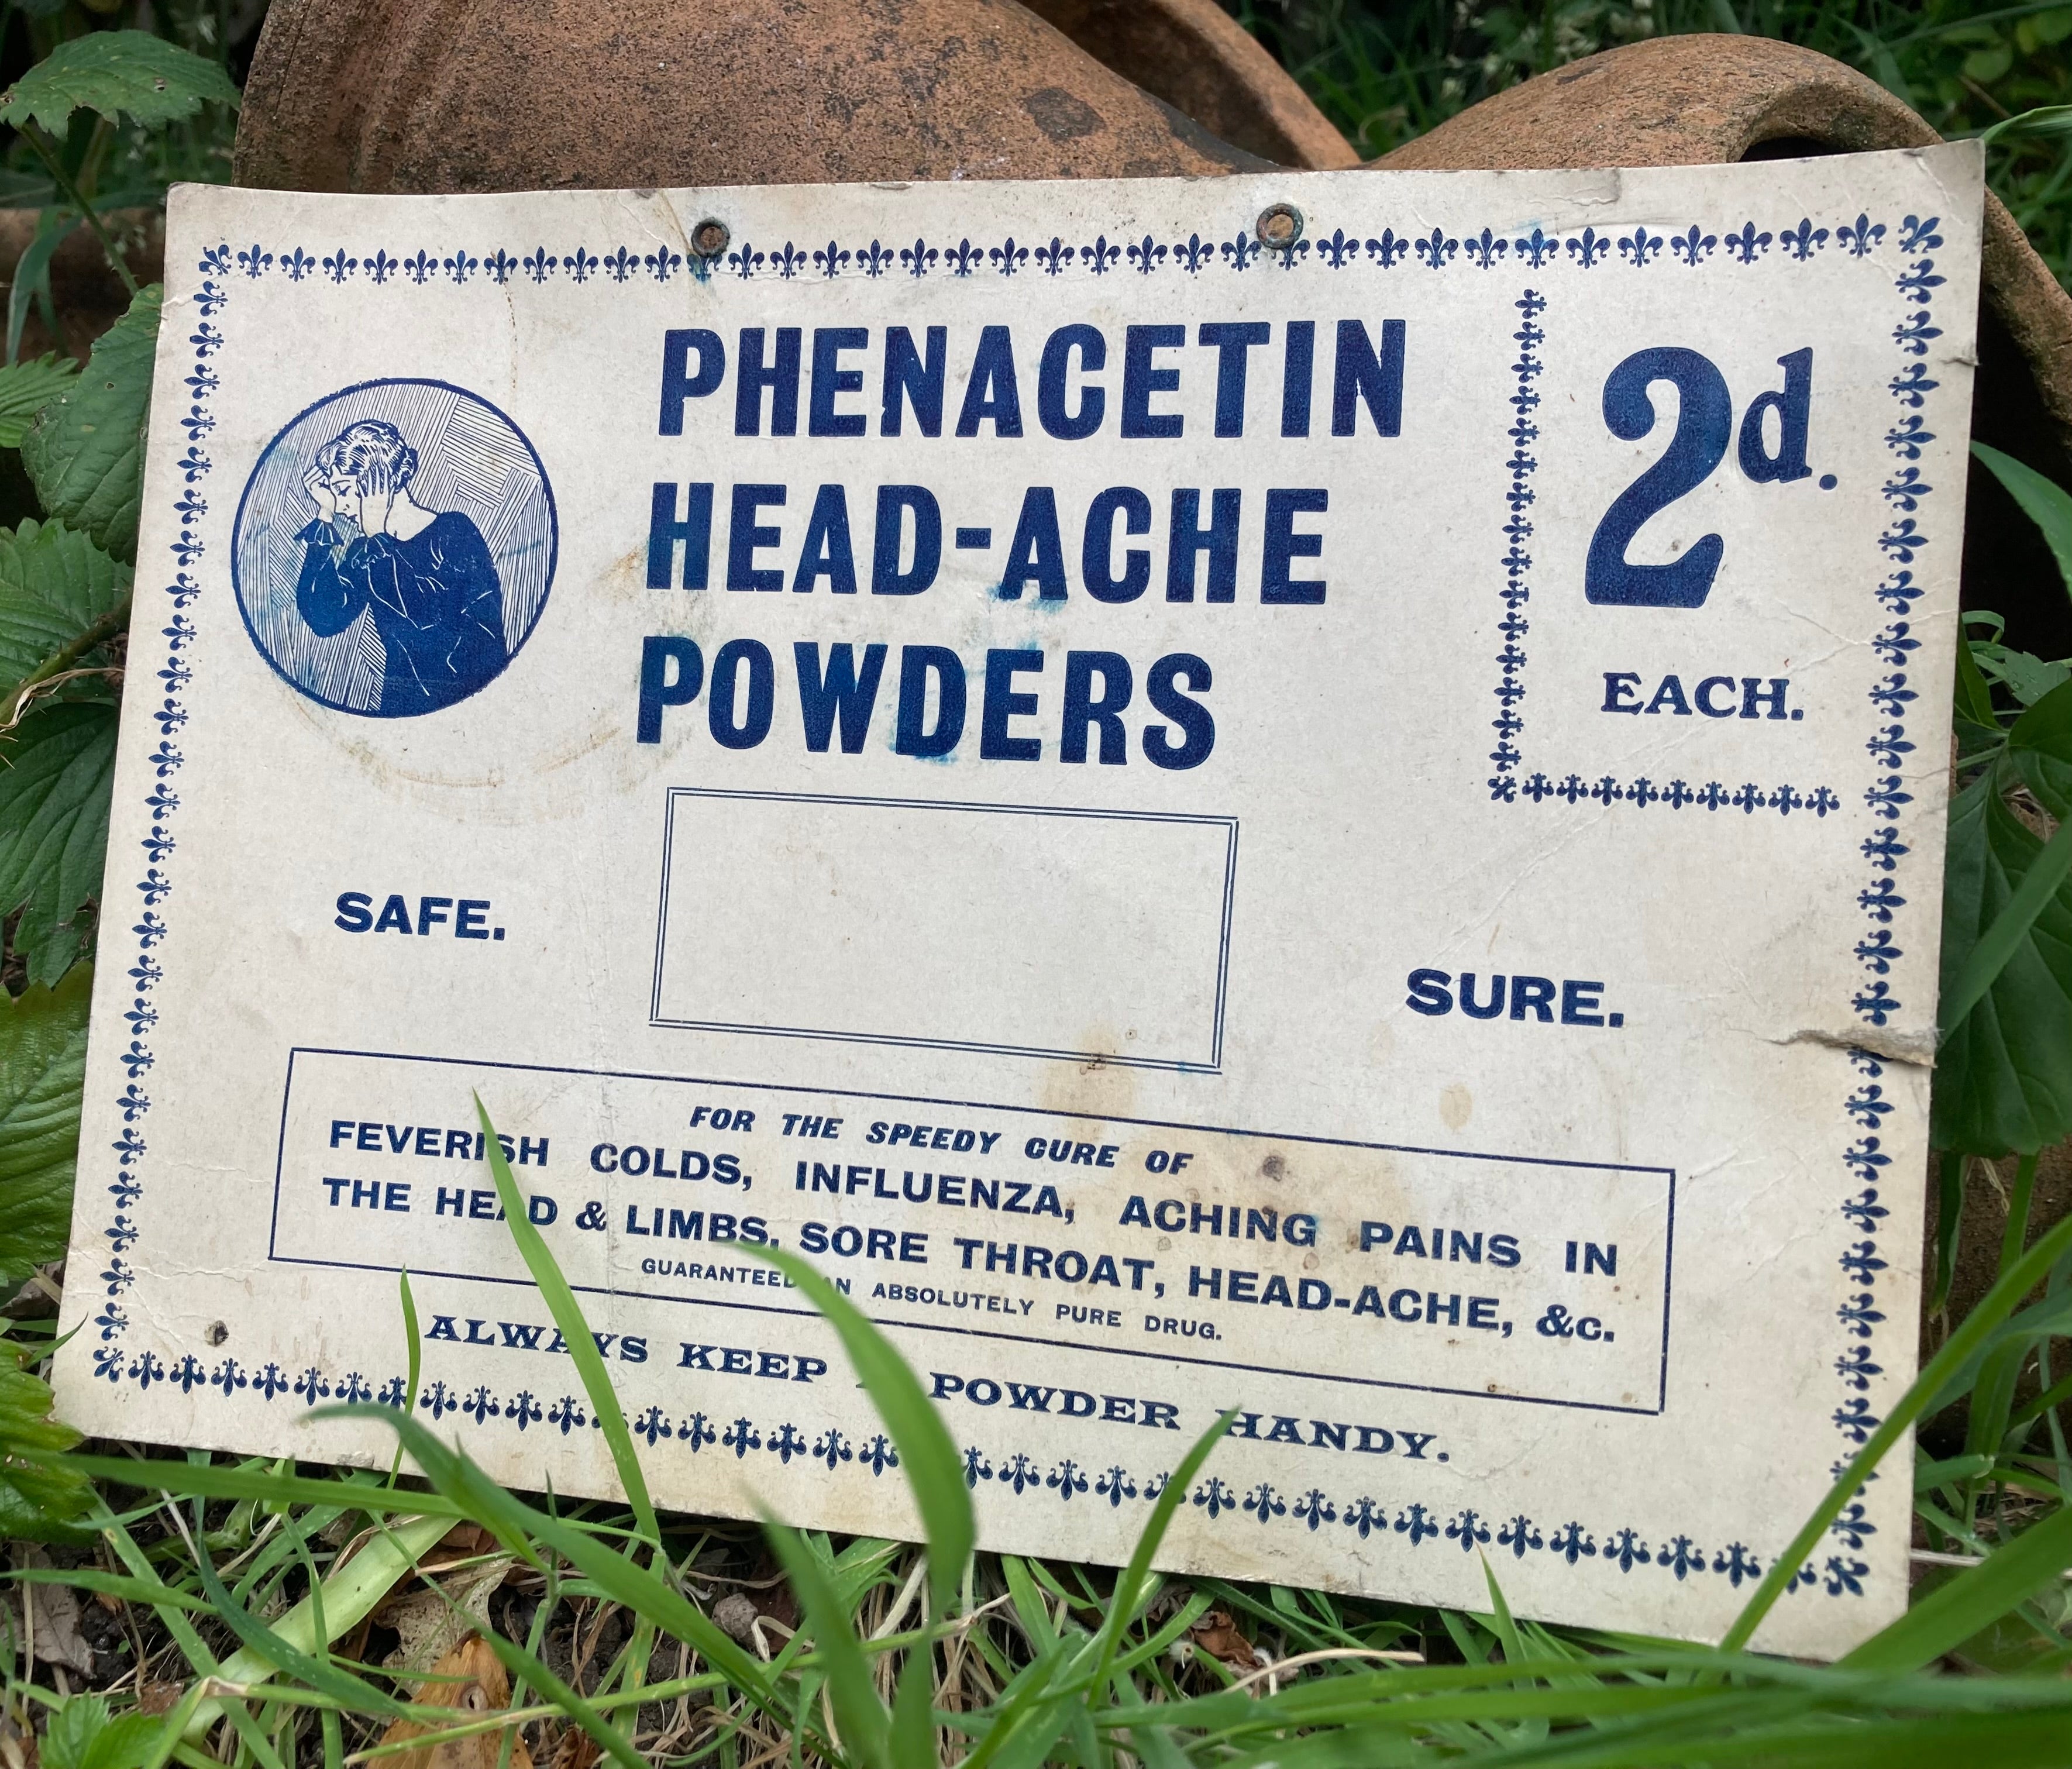 PHENACETIN
HEAD-ACHE
POWDERS
2d.
EACH.
SAFE.
SURE.
FOR THE SPEEDY CURE OF
FEVERISH COLDS, INFLUENZA, ACHING PAINS IN
THE HEAD & LIMBS, SORE THROAT, HEAD-ACHE, &c.
GUARANTEED AN ABSOLUTELY PURE DRUG.
ALWAYS KEEP POWDER HANDY.